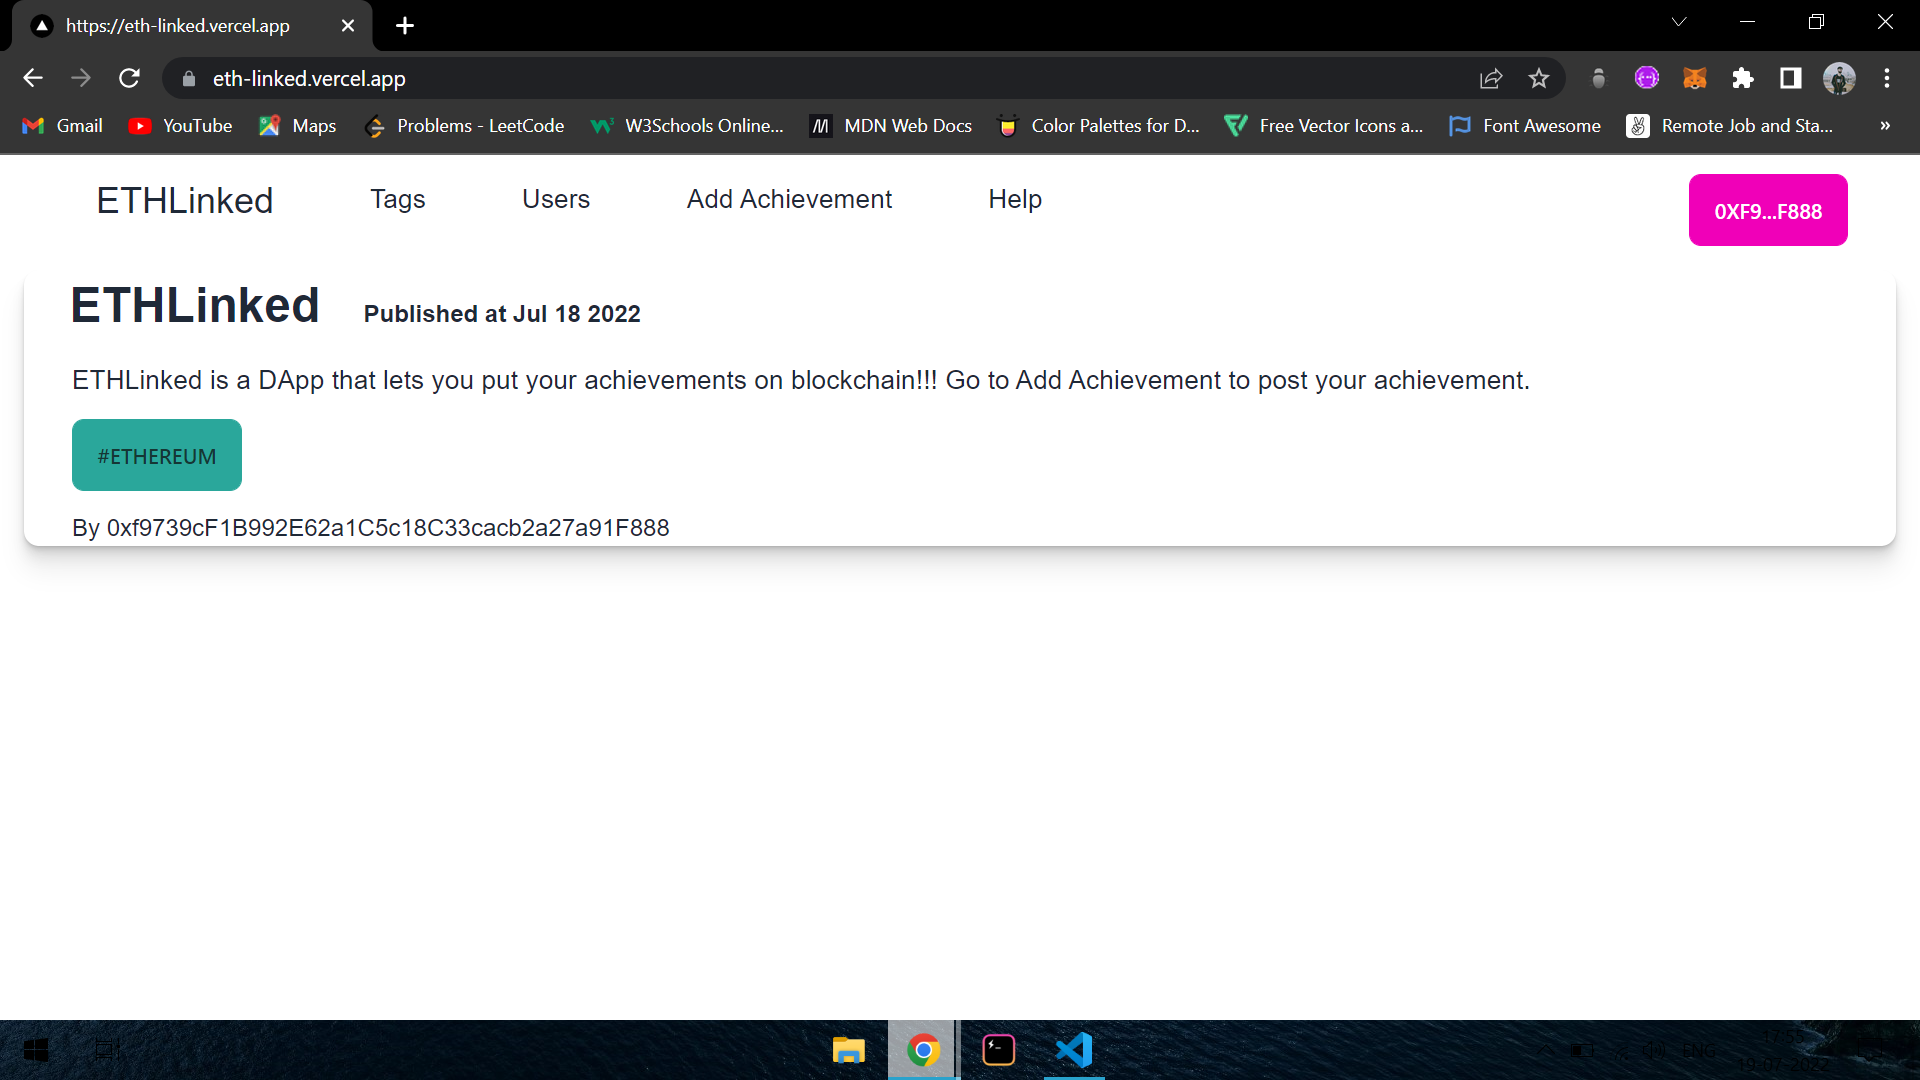 https://eth-linked.vercel.app
eth-linked.vercel.app
Gmail YouTube Maps Problems - LeetCode W3Schools Online... MDN Web Docs Color Palettes for D... Free Vector Icons a... Font Awesome Remote Job and Sta... »
ETHLinked Tags Users Add Achievement Help 0XF9...F888
ETHLinked Published at Jul 18 2022
ETHLinked is a DApp that lets you put your achievements on blockchain!!! Go to Add Achievement to post your achievement.
#ETHEREUM
By 0xf9739cF1B992E62a1C5c18C33cacb2a27a91F888